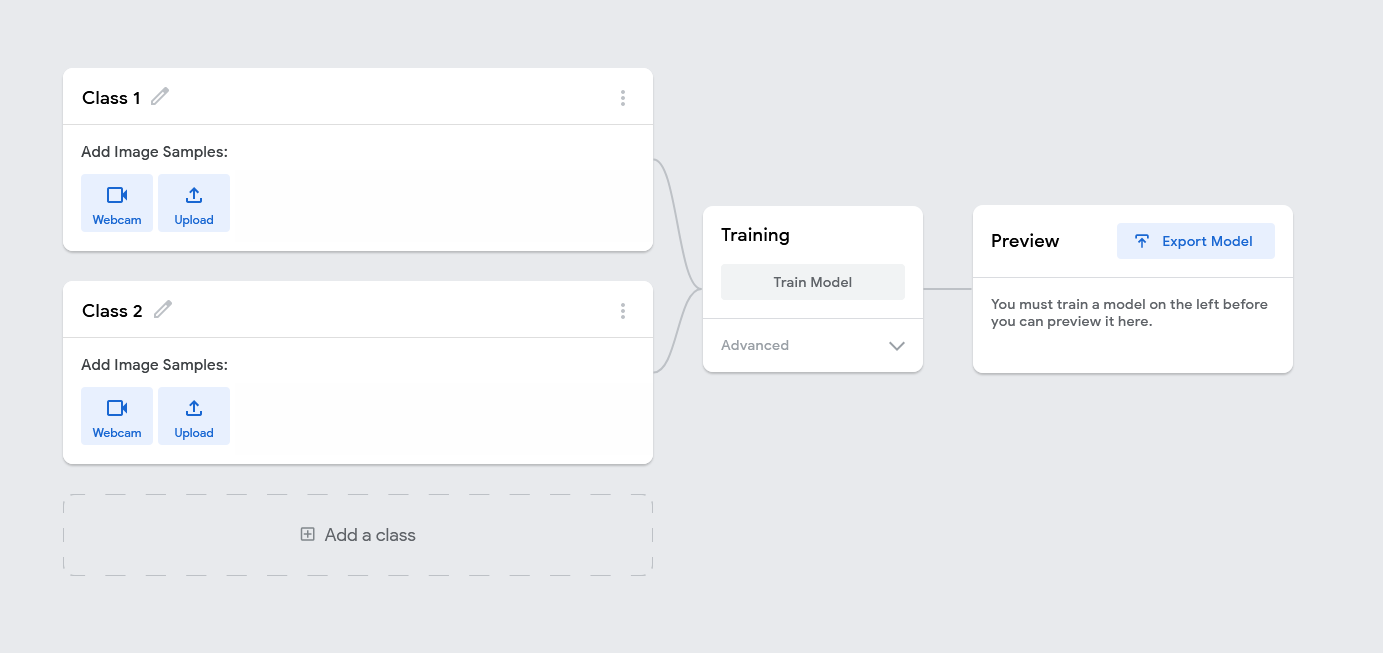 Class 1
Add Image Samples:
Webcam
Upload
Class 2
Add Image Samples:
Webcam
Upload
Add a class
Training
Train Model
Advanced
Preview
Export Model
You must train a model on the left before
you can preview it here.